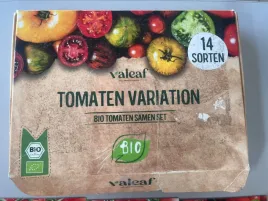 valeaf
14
SORTEN
TOMATEN VARIATION
BIO TOMATEN SAMEN SET
BIO
BIO
valeaf